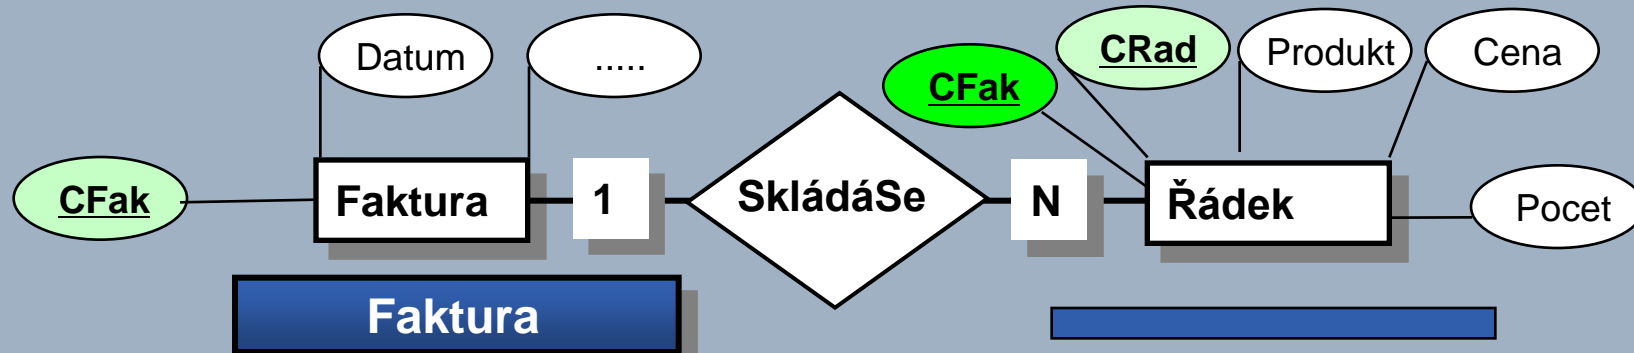 Datum
.....
CFak
CRad
Produkt
Cena
CFak
Faktura
1
SkládáSe
N
Řádek
Pocet
Faktura